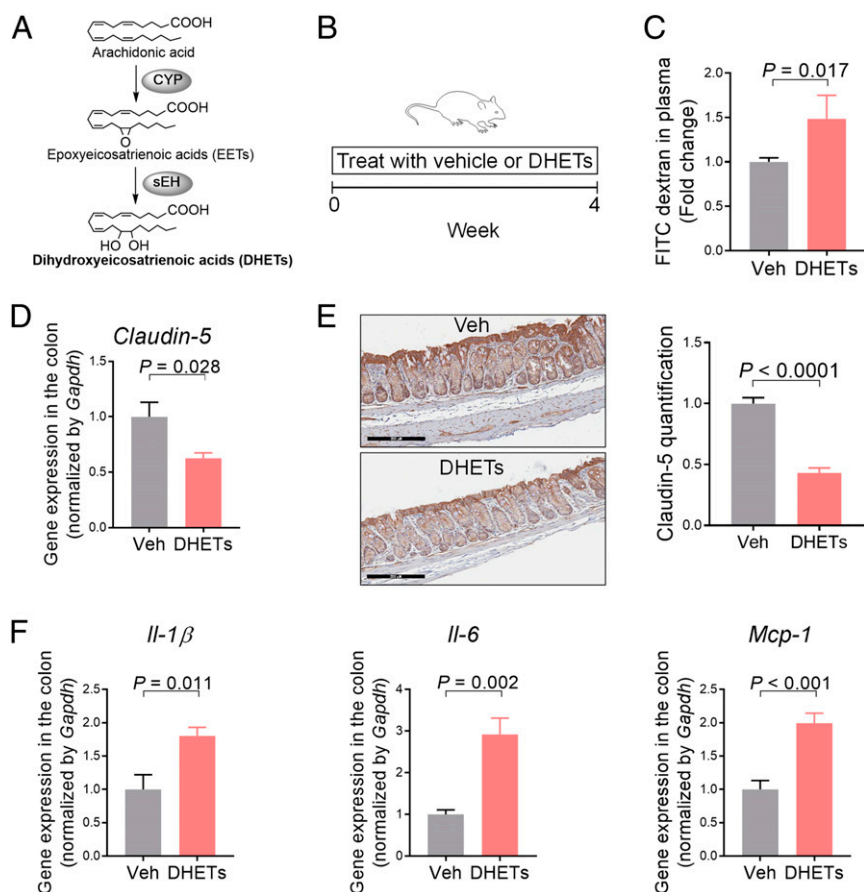 A
COOH
Arachidonic acid
CYP
COOH
O
Epoxyeicosatrienoic acids (EETs)
sEH
COOH
HO OH
Dihydroxyeicosatrienoic acids (DHETs)
B
Treat with vehicle or DHETs
0 4
Week
C
P = 0.017
FITC dextran in plasma
(Fold change)
2.0
1.5
1.0
0.5
0.0
Veh DHETs
D
Claudin-5
P = 0.028
Gene expression in the colon
(normalized by Gapdh)
1.5
1.0
0.5
0.0
Veh DHETs
E
Veh
DHETs
P < 0.0001
Claudin-5 quantification
1.5
1.0
0.5
0.0
Veh DHETs
F
Il-1β
P = 0.011
Gene expression in the colon
(normalized by Gapdh)
2.5
2.0
1.5
1.0
0.5
0.0
Veh DHETs
Il-6
P = 0.002
Gene expression in the colon
(normalized by Gapdh)
4
3
2
1
0
Veh DHETs
Mcp-1
P < 0.001
Gene expression in the colon
(normalized by Gapdh)
2.5
2.0
1.5
1.0
0.5
0.0
Veh DHETs